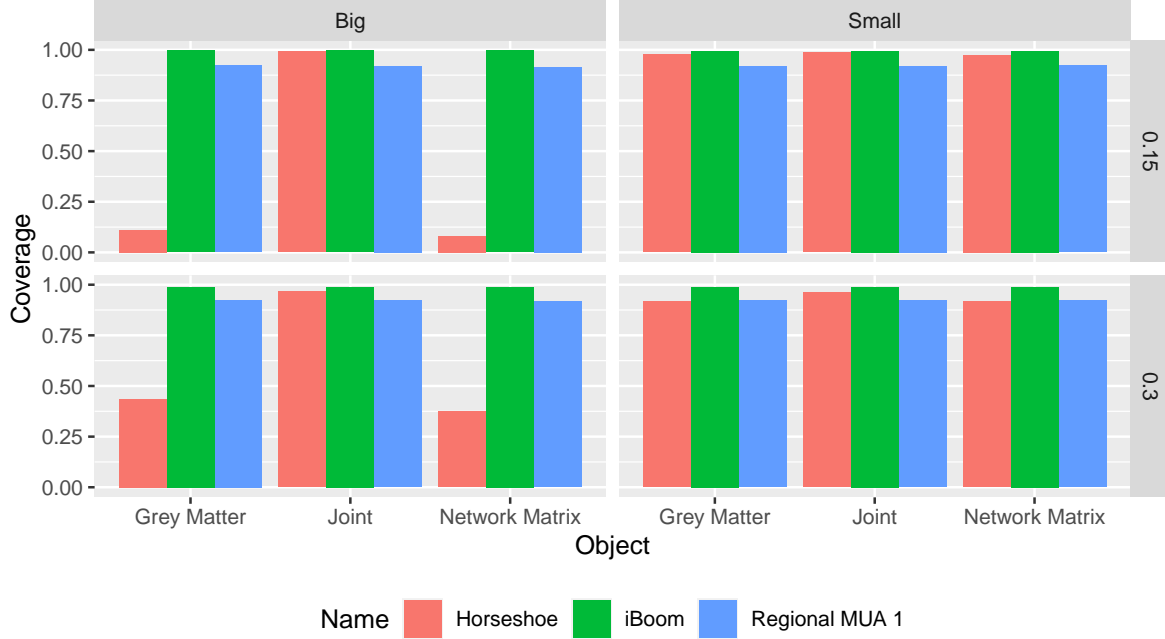 Big
Small
1.00
0.75
0.50
0.25
0.00
0.15
1.00
0.75
0.50
0.25
0.00
0.3
Coverage
Grey Matter Joint Network Matrix
Grey Matter Joint Network Matrix
Object
Name Horseshoe iBoom Regional MUA 1